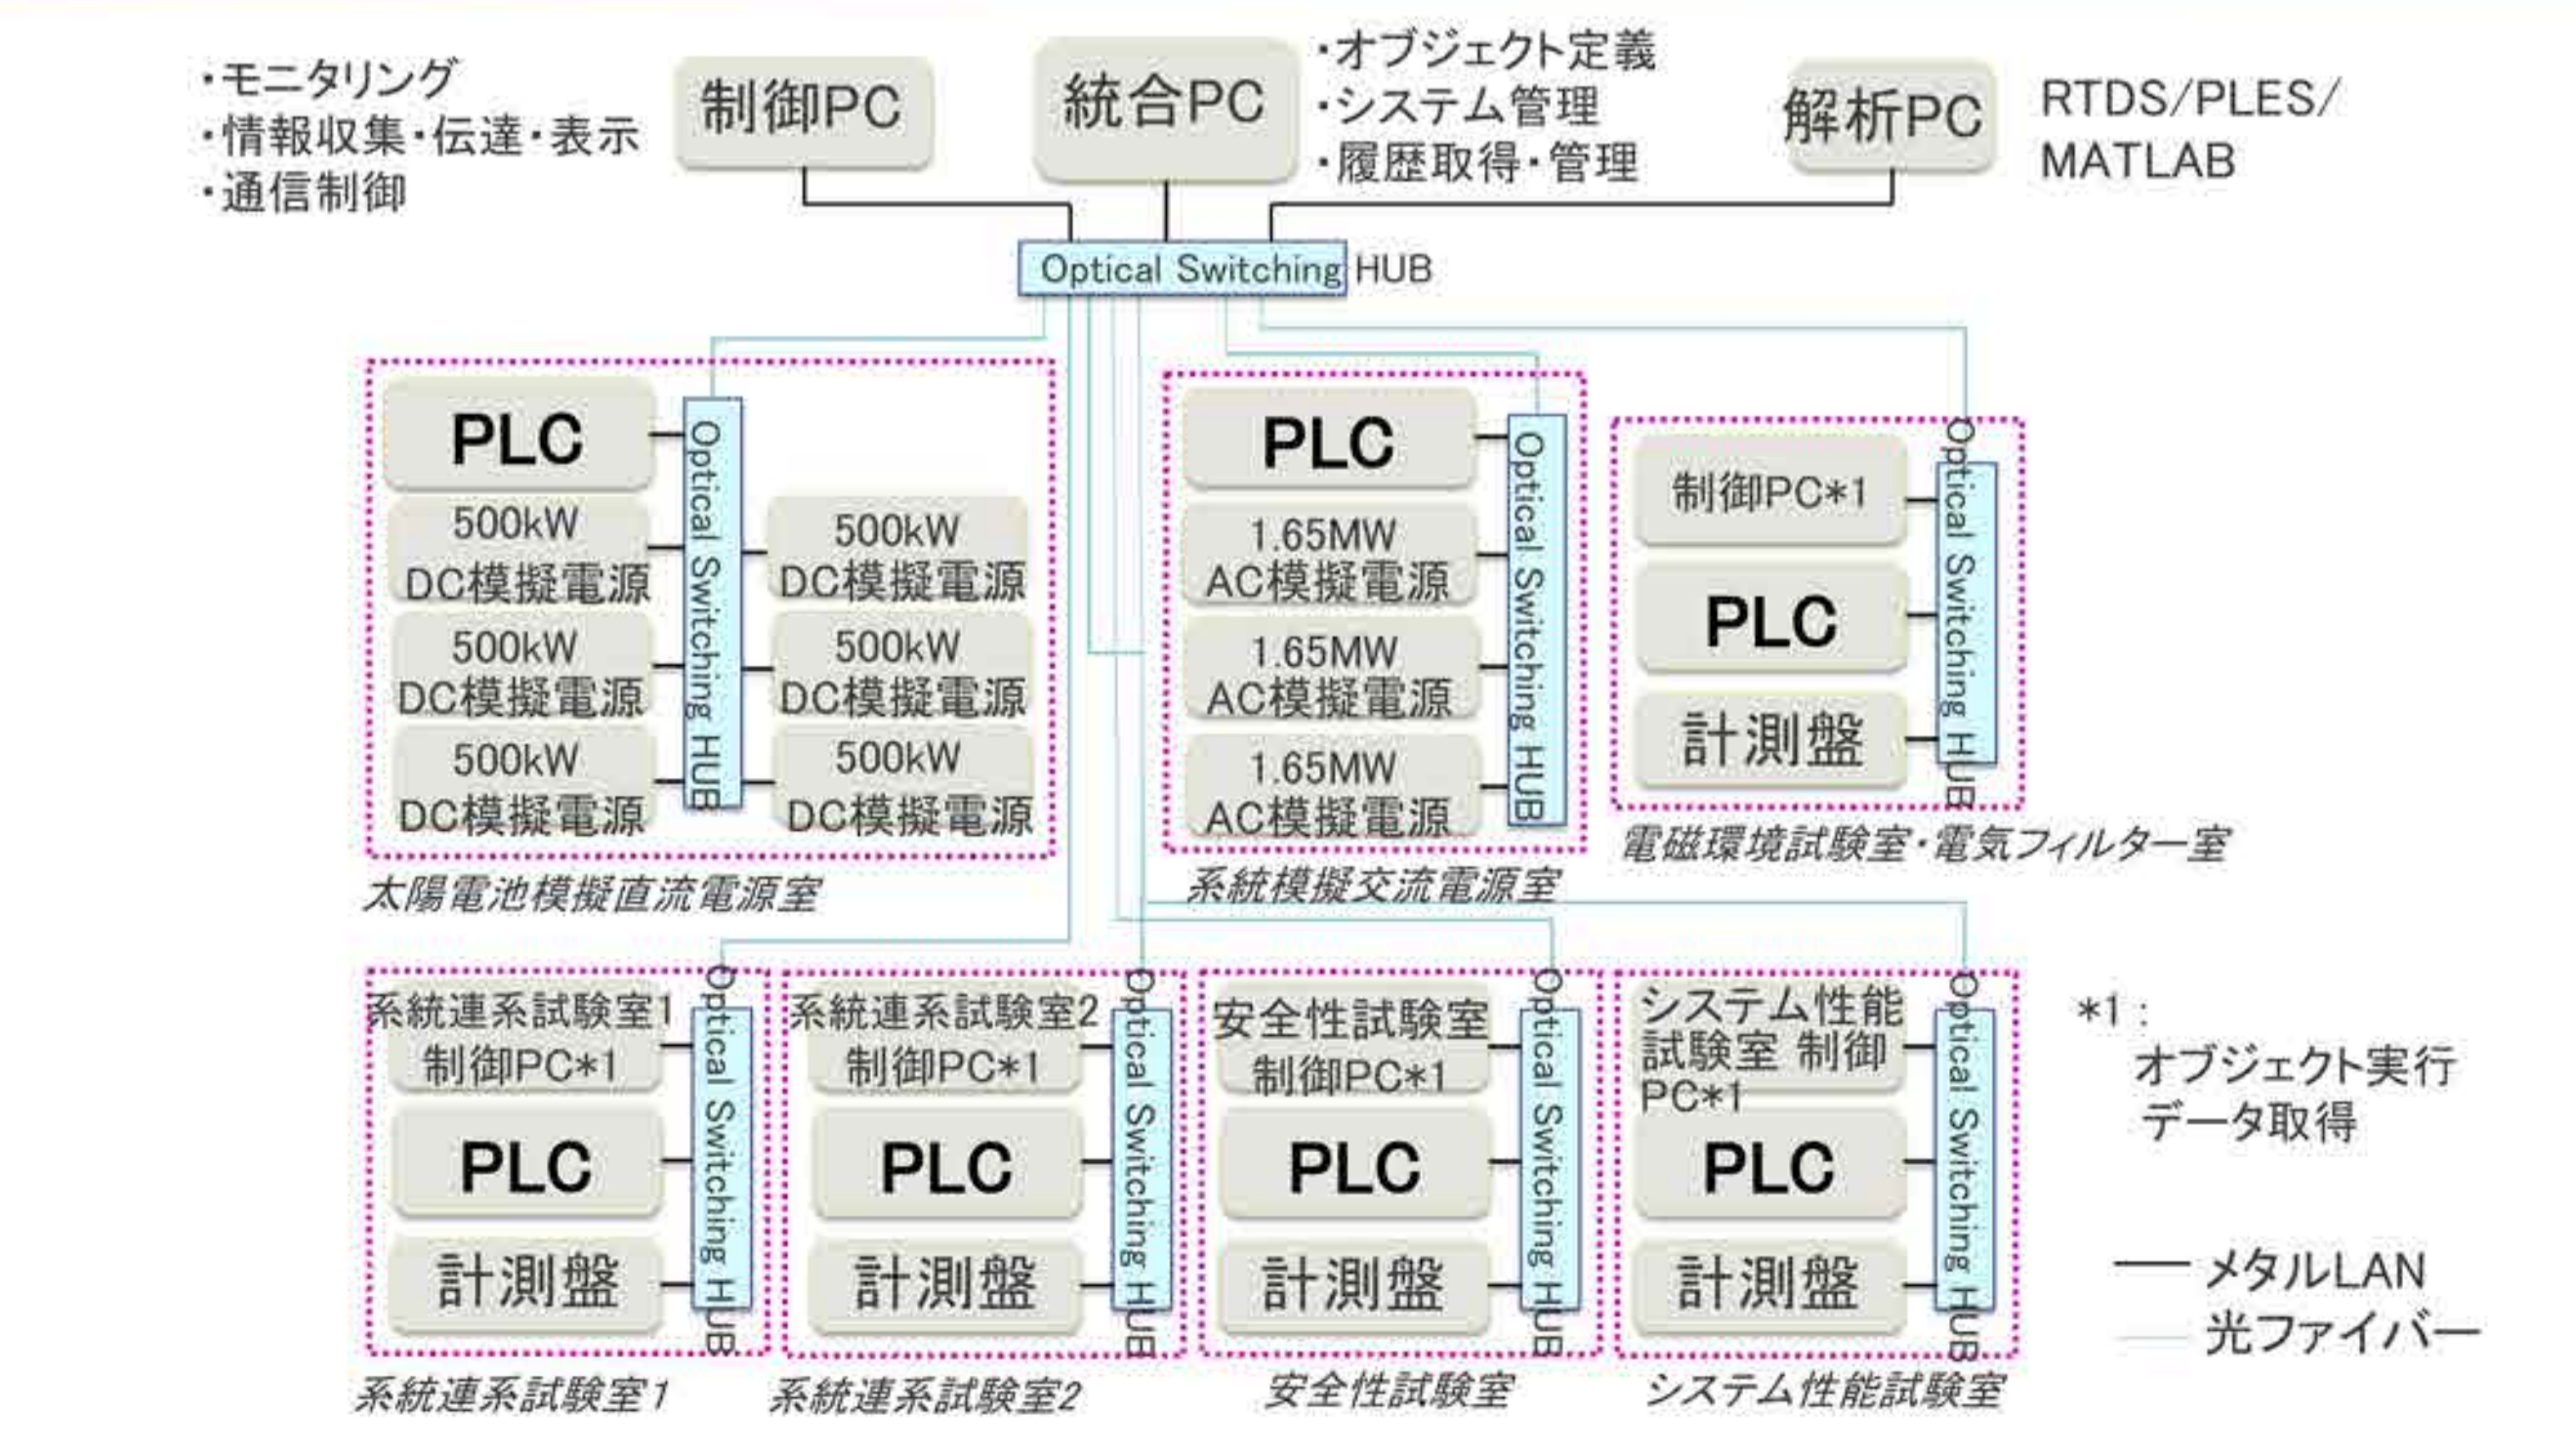 ・モニタリング
・情報収集・伝達・表示
・通信制御
制御PC
統合PC
・オブジェクト定義
・システム管理
・履歴取得・管理
解析PC
RTDS/PLES/
MATLAB
Optical Switching HUB
PLC
500kW
DC模擬電源
500kW
DC模擬電源
500kW
DC模擬電源
Optical Switching HUB
500kW
DC模擬電源
500kW
DC模擬電源
500kW
DC模擬電源
太陽電池模擬直流電源室
PLC
1.65MW
AC模擬電源
1.65MW
AC模擬電源
1.65MW
AC模擬電源
Optical Switching HUB
系統模擬交流電源室
制御PC*1
PLC
計測盤
Optical Switching HUB
電磁環境試験室・電気フィルター室
系統連系試験室1
制御PC*1
PLC
計測盤
Optical Switching HUB
系統連系試験室1
系統連系試験室2
制御PC*1
PLC
計測盤
Optical Switching HUB
系統連系試験室2
安全性試験室
制御PC*1
PLC
計測盤
Optical Switching HUB
安全性試験室
システム性能
試験室 制御
PC*1
PLC
計測盤
Optical Switching HUB
システム性能試験室
*1：
オブジェクト実行
データ取得
メタルLAN
光ファイバー